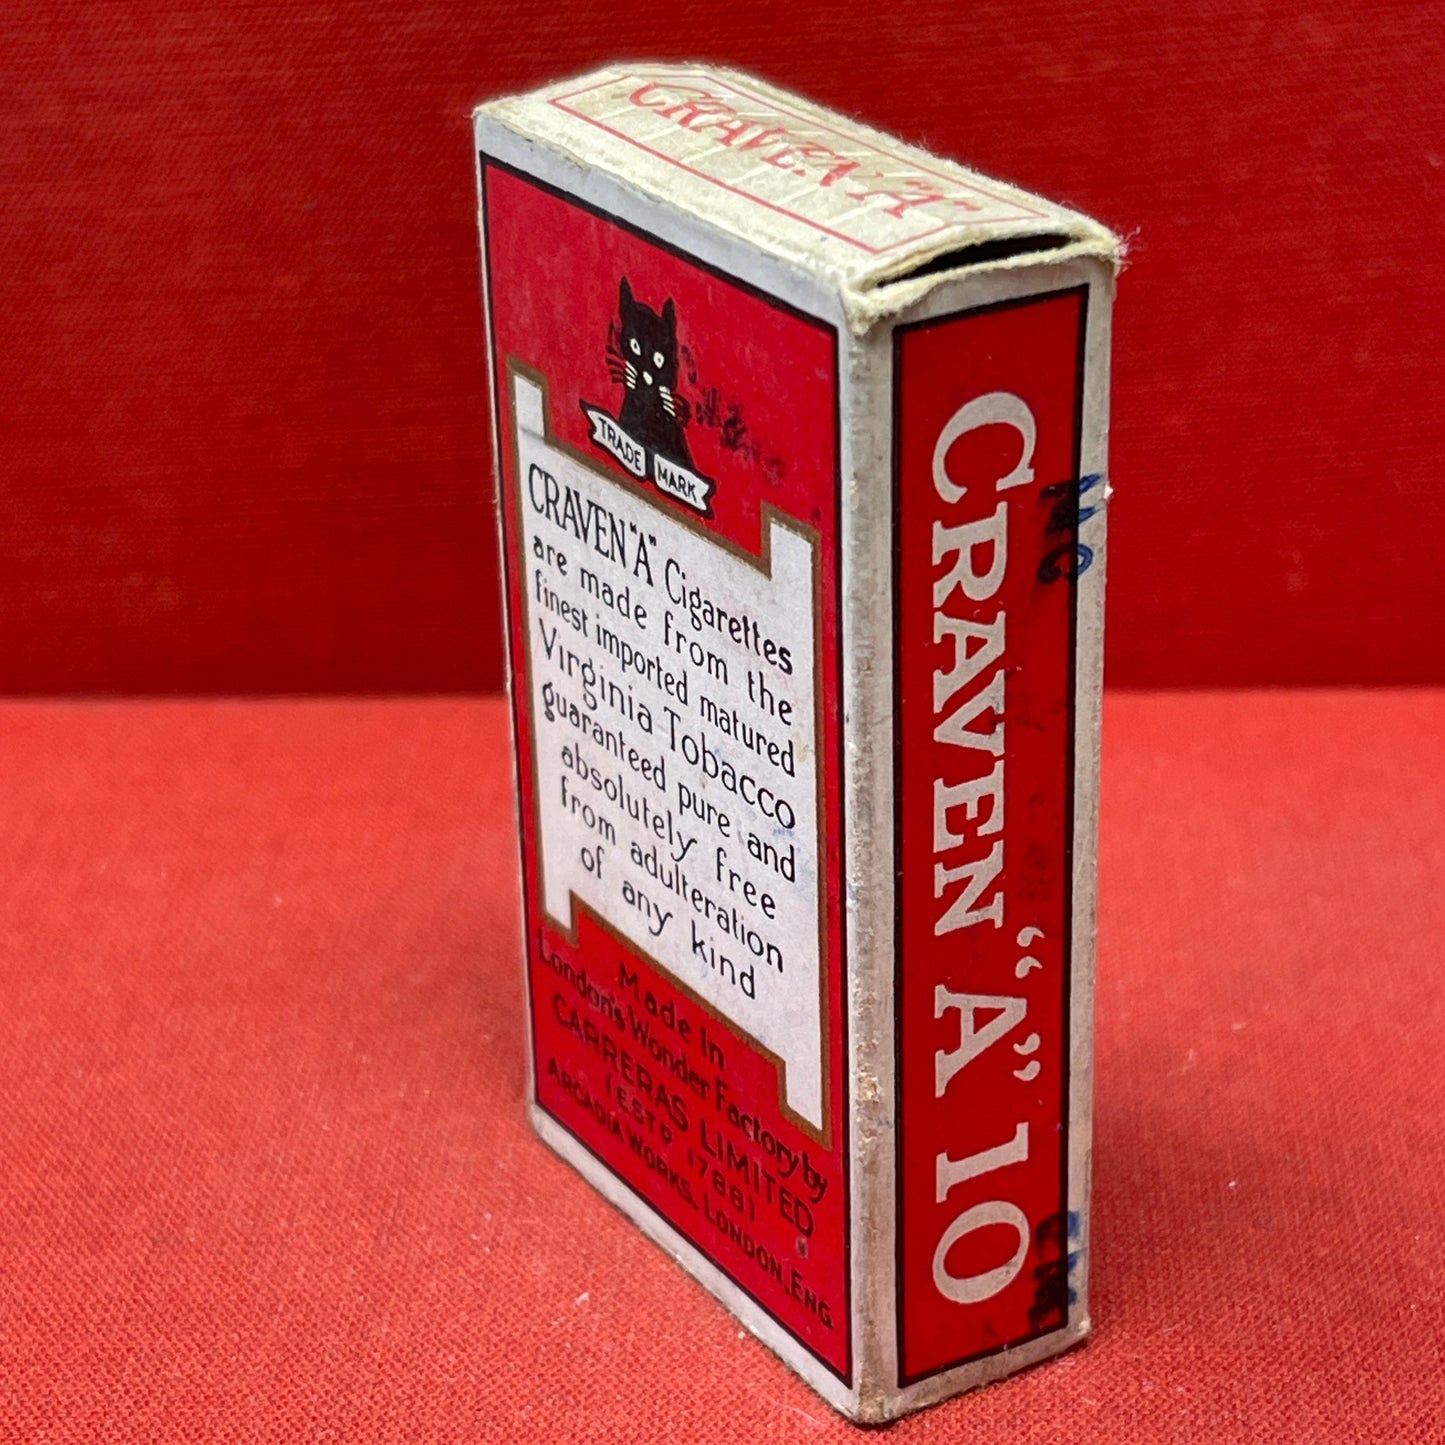 CRAVEN "A"
TRADE MARK
CRAVEN "A" Cigarettes
are made from the
finest imported matured
Virginia Tobacco
guaranteed pure and
absolutely free
from adulteration
of any kind
Made in
London's Wonder Factory by
CARRERAS LIMITED
(ESTD 1788)
ARCADIA WORKS, LONDON, ENG.
CRAVEN "A" 10